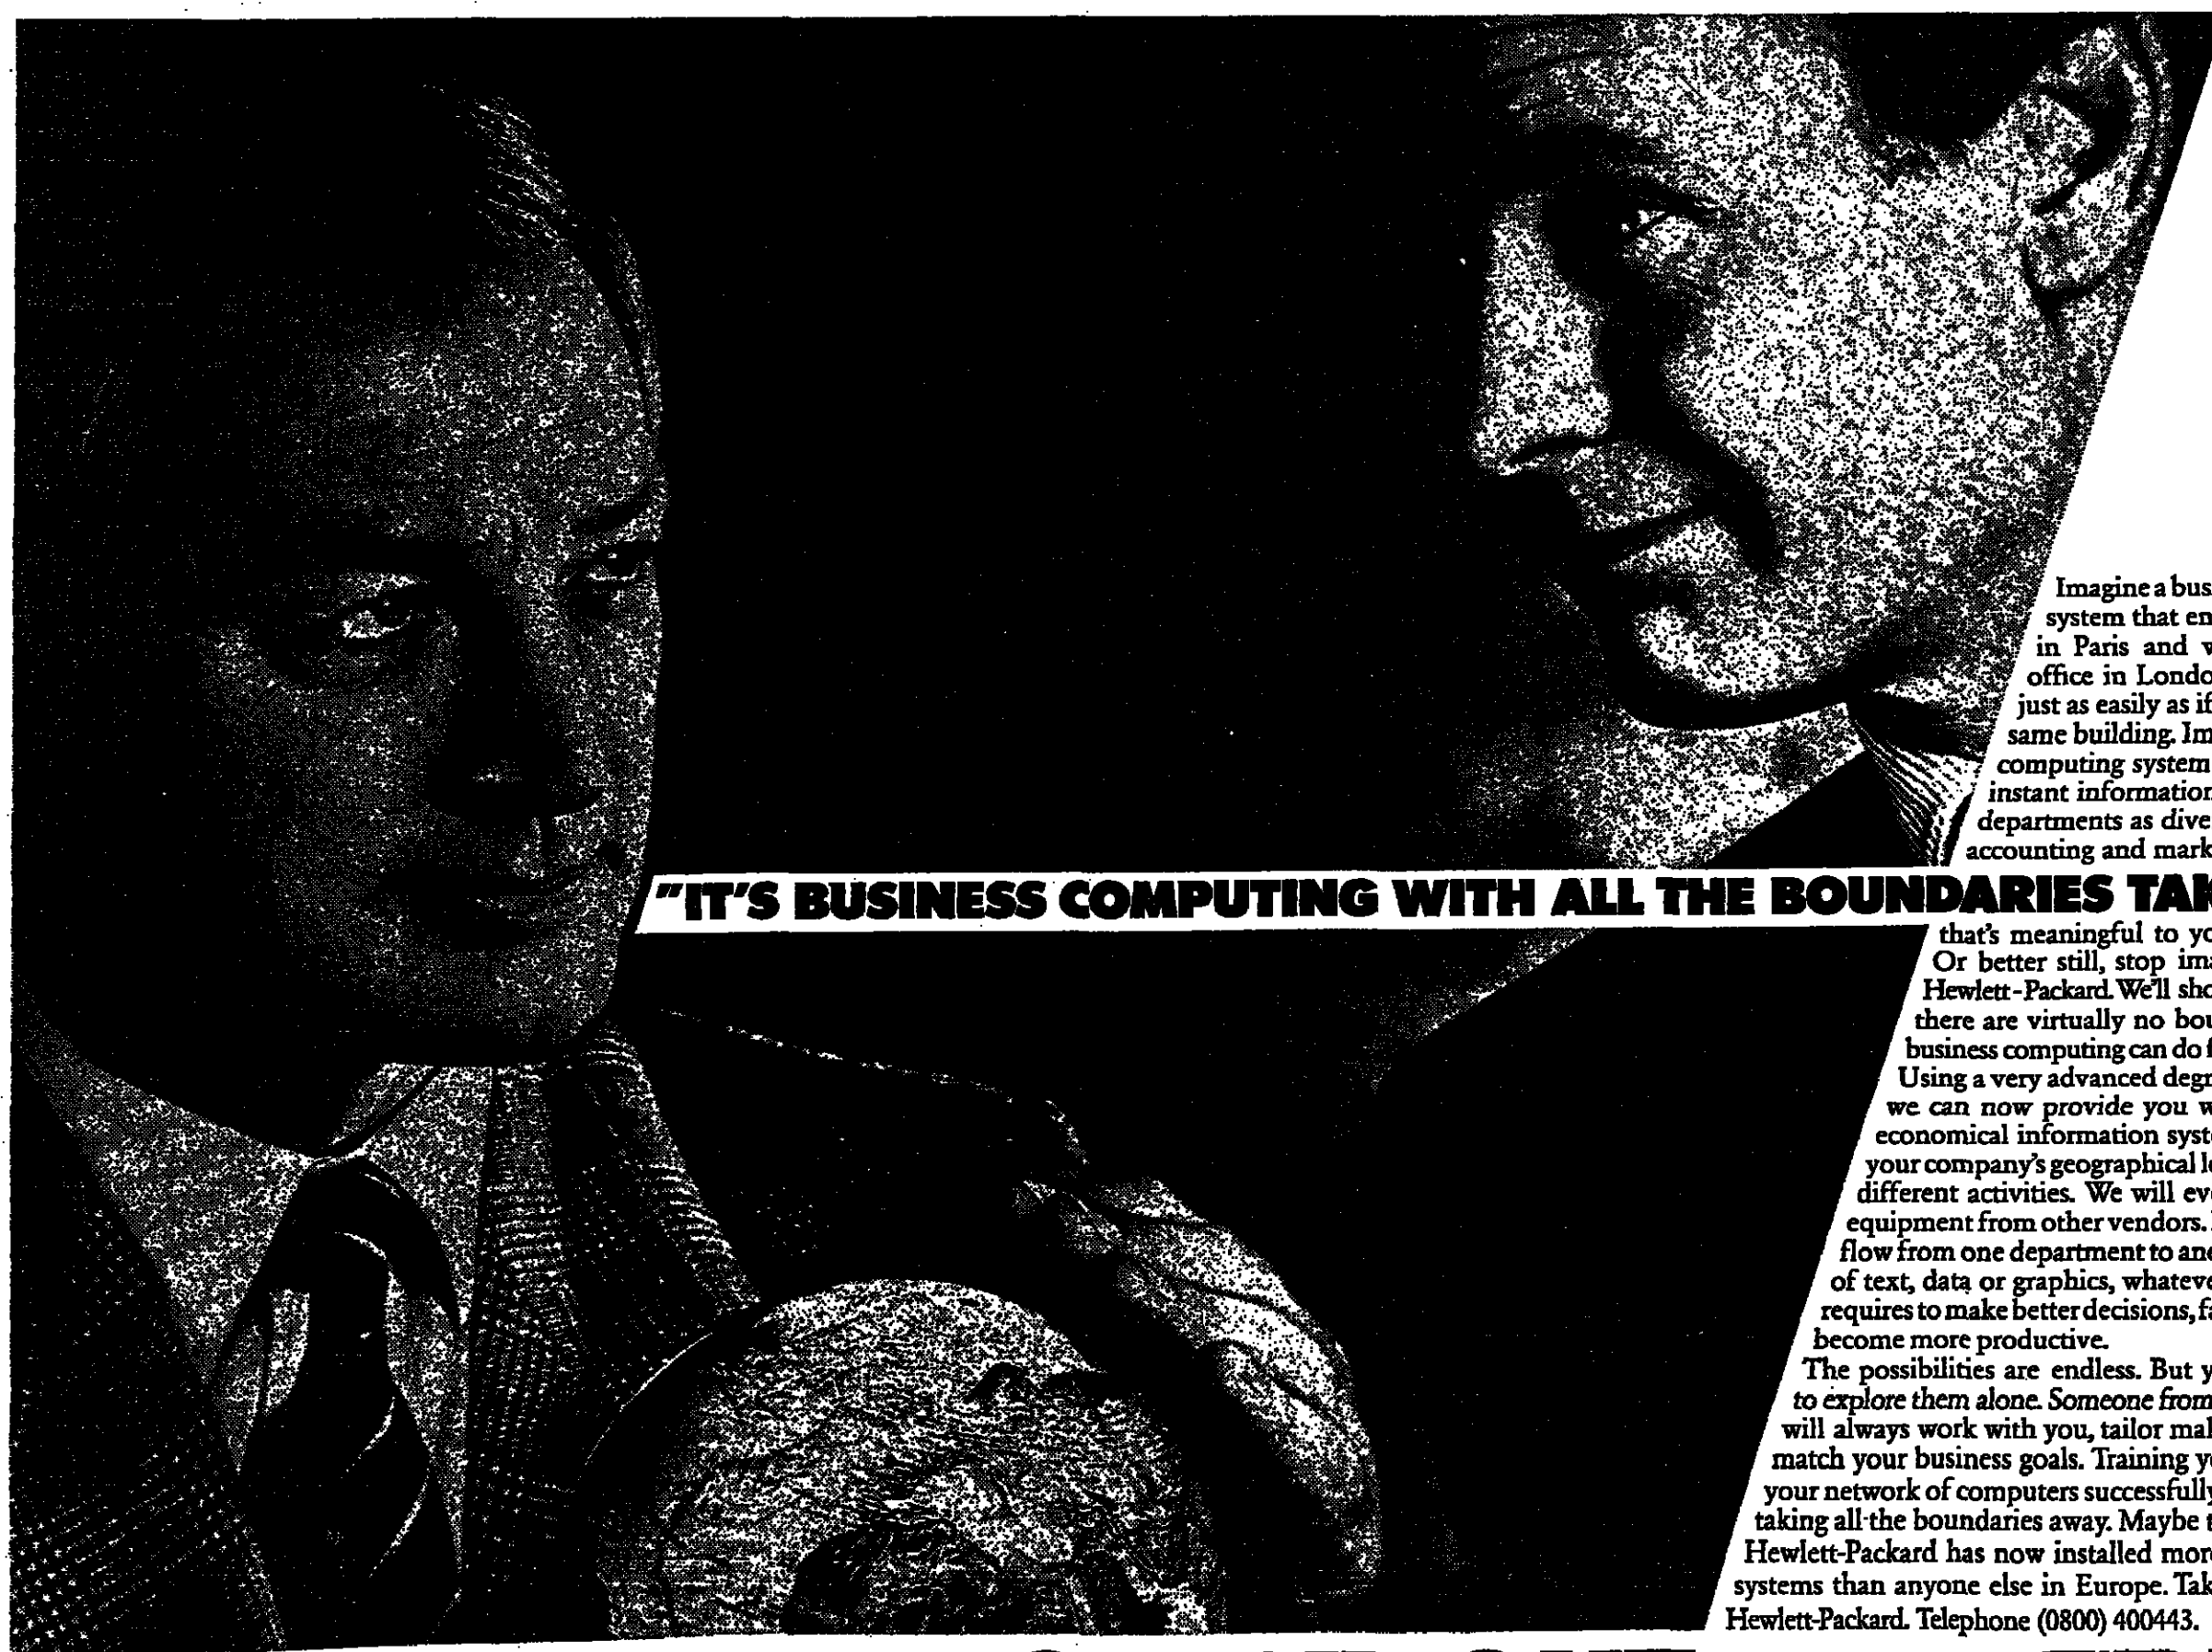 Imagine a bus
system that en
in Paris and w
office in Londo
just as easily as if
same building. Im
computing system
instant information
departments as dive
accounting and mark
"IT'S BUSINESS COMPUTING WITH ALL THE BOUNDARIES TAK
that's meaningful to yo
Or better still, stop ima
Hewlett-Packard. We'll sho
there are virtually no bou
business computing can do f
Using a very advanced degr
we can now provide you w
economical information syst
your company's geographical lo
different activities. We will eve
equipment from other vendors.
flow from one department to ano
of text, data or graphics, whateve
requires to make better decisions, fa
become more productive.
The possibilities are endless. But y
to explore them alone. Someone from
will always work with you, tailor mak
match your business goals. Training yo
your network of computers successfully
taking all the boundaries away. Maybe t
Hewlett-Packard has now installed more
systems than anyone else in Europe. Tak
Hewlett-Packard. Telephone (0800) 400443.